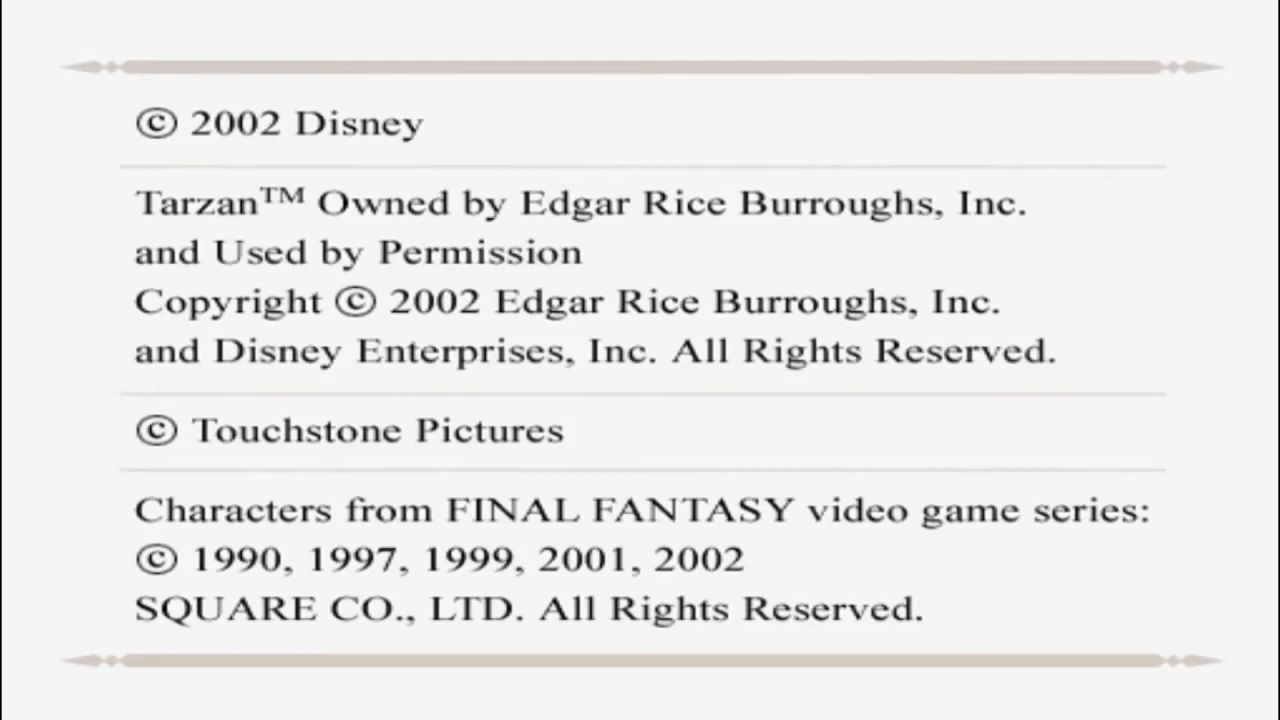 © 2002 Disney
Tarzan™ Owned by Edgar Rice Burroughs, Inc.
and Used by Permission
Copyright © 2002 Edgar Rice Burroughs, Inc.
and Disney Enterprises, Inc. All Rights Reserved.
© Touchstone Pictures
Characters from FINAL FANTASY video game series:
© 1990, 1997, 1999, 2001, 2002
SQUARE CO., LTD. All Rights Reserved.